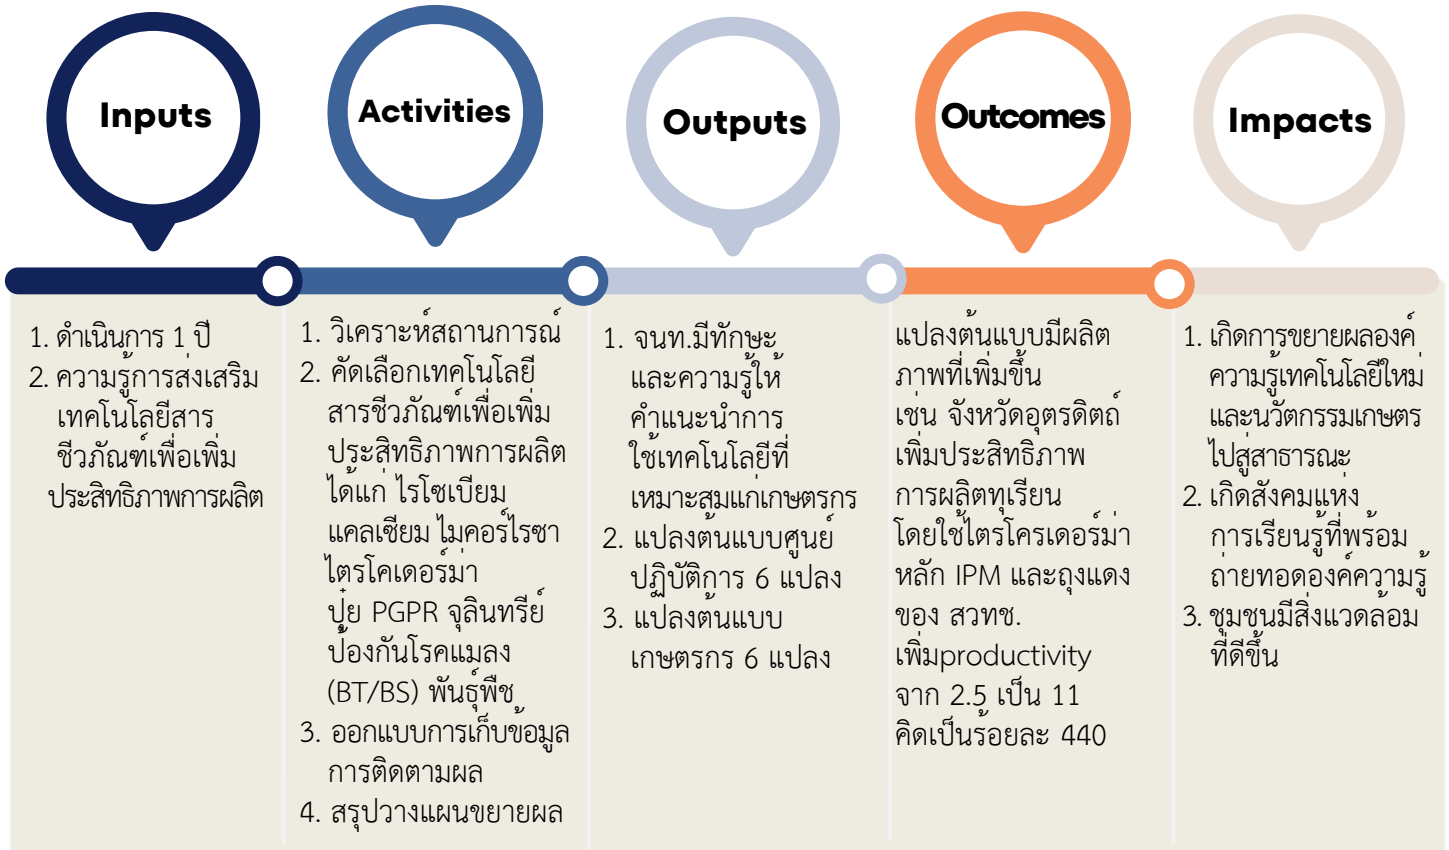 Inputs
Activities
Outputs
Outcomes
Impacts
1. ดำเนินการ 1 ปี
2. ความรู้การส่งเสริม
เทคโนโลยีสาร
ชีวภัณฑ์เพื่อเพิ่ม
ประสิทธิภาพการผลิต
1. วิเคราะห์สถานการณ์
2. คัดเลือกเทคโนโลยี
สารชีวภัณฑ์เพื่อเพิ่ม
ประสิทธิภาพการผลิต
ได้แก่ ไรโซเบียม
แคลเซียม ไมคอร์ไรซา
ไตรโคเดอร์ม่า
ปุ๋ย PGPR จุลินทรีย์
ป้องกันโรคแมลง
(BT/BS) พันธุ์พืช
3. ออกแบบการเก็บข้อมูล
การติดตามผล
4. สรุปวางแผนขยายผล
1. จนท.มีทักษะ
และความรู้ให้
คำแนะนำการ
ใช้เทคโนโลยีที่
เหมาะสมแก่เกษตรกร
2. แปลงต้นแบบศูนย์
ปฏิบัติการ 6 แปลง
3. แปลงต้นแบบ
เกษตรกร 6 แปลง
แปลงต้นแบบมีผลิต
ภาพที่เพิ่มขึ้น
เช่น จังหวัดอุตรดิตถ์
เพิ่มประสิทธิภาพ
การผลิตทุเรียน
โดยใช้ไตรโครเดอร์ม่า
หลัก IPM และถุงแดง
ของ สวทช.
เพิ่มproductivity
จาก 2.5 เป็น 11
คิดเป็นร้อยละ 440
1. เกิดการขยายผลองค์
ความรู้เทคโนโลยีใหม่
และนวัตกรรมเกษตร
ไปสู่สาธารณะ
2. เกิดสังคมแห่ง
การเรียนรู้ที่พร้อม
ถ่ายทอดองค์ความรู้
3. ชุมชนมีสิ่งแวดล้อม
ที่ดีขึ้น